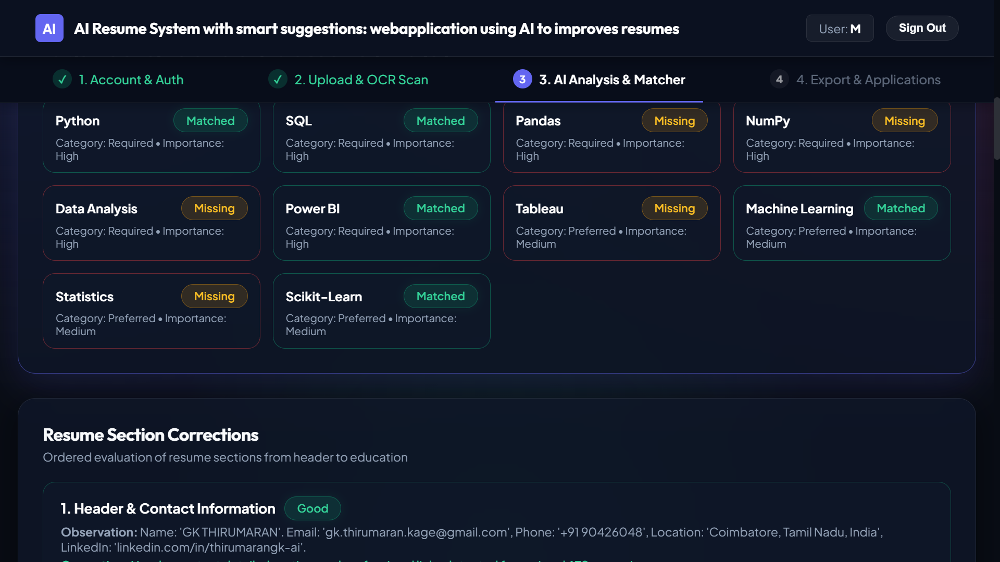 AI AI Resume System with smart suggestions: webapplication using AI to improves resumes User: M Sign Out
✓ 1. Account & Auth ✓ 2. Upload & OCR Scan 3 3. AI Analysis & Matcher 4 4. Export & Applications
Python Matched
Category: Required • Importance:
High
SQL Matched
Category: Required • Importance:
High
Pandas Missing
Category: Required • Importance:
High
NumPy Missing
Category: Required • Importance:
High
Data Analysis Missing
Category: Required • Importance:
High
Power BI Matched
Category: Required • Importance:
High
Tableau Missing
Category: Preferred • Importance:
Medium
Machine Learning Matched
Category: Preferred • Importance:
Medium
Statistics Missing
Category: Preferred • Importance:
Medium
Scikit-Learn Matched
Category: Preferred • Importance:
Medium
Resume Section Corrections
Ordered evaluation of resume sections from header to education
1. Header & Contact Information Good
Observation: Name: 'GK THIRUMARAN'. Email: 'gk.thirumaran.kage@gmail.com', Phone: '+91 90426048', Location: 'Coimbatore, Tamil Nadu, India',
LinkedIn: 'linkedin.com/in/thirumarangk-ai'.